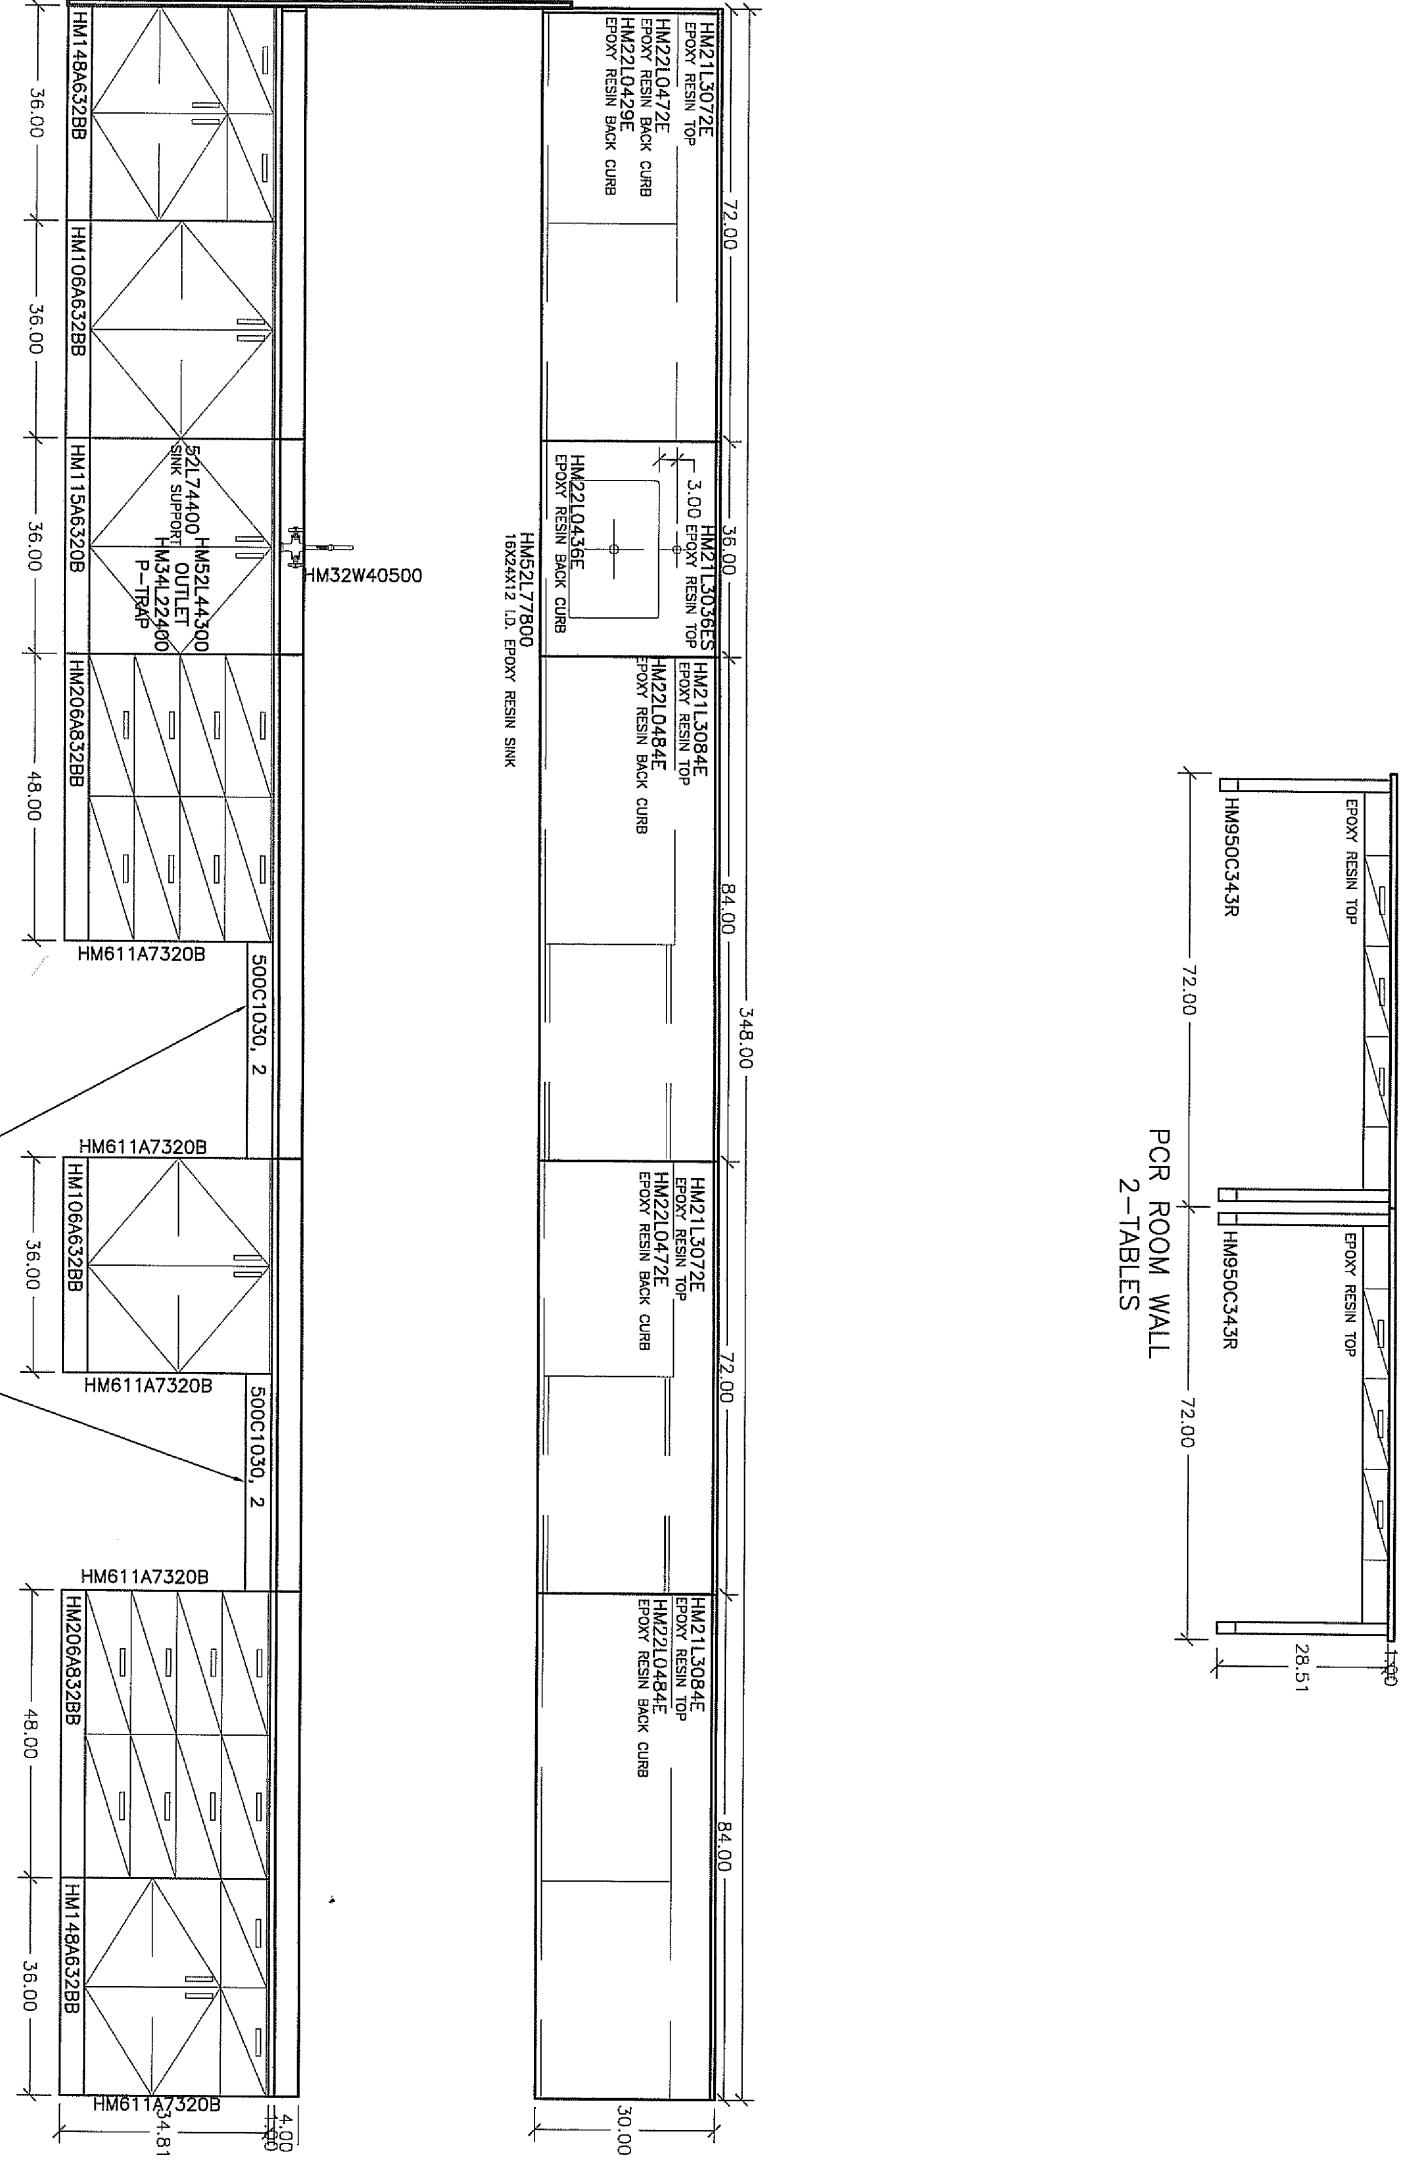 EPOXY RESIN TOP
HM950C343R
72.00
EPOXY RESIN TOP
HM950C343R
72.00
1.00
28.51
PCR ROOM WALL
2-TABLES
348.00
72.00
36.00
84.00
72.00
84.00
30.00
HM21L3072E
EPOXY RESIN TOP
HM22L0472E
EPOXY RESIN BACK CURB
HM22L0429E
EPOXY RESIN BACK CURB
3.00
HM21L3036ES
EPOXY RESIN TOP
HM22L0436E
EPOXY RESIN BACK CURB
HM52L77800
16X24X12 I.D. EPOXY RESIN SINK
HM21L3084E
EPOXY RESIN TOP
HM22L0484E
EPOXY RESIN BACK CURB
HM21L3072E
EPOXY RESIN TOP
HM22L0472E
EPOXY RESIN BACK CURB
HM21L3084E
EPOXY RESIN TOP
HM22L0484E
EPOXY RESIN BACK CURB
HM32W40500
52L74400
SINK SUPPORT
HM52L44300
OUTLET
HM34L22400
P-TRAP
500C1030, 2
500C1030, 2
HM148A632BB
HM106A632BB
HM115A6320B
HM206A832BB
HM611A7320B
HM611A7320B
HM106A632BB
HM611A7320B
HM611A7320B
HM206A832BB
HM148A632BB
HM611A7320B
4.00
1.00
34.81
36.00
36.00
36.00
48.00
36.00
48.00
36.00